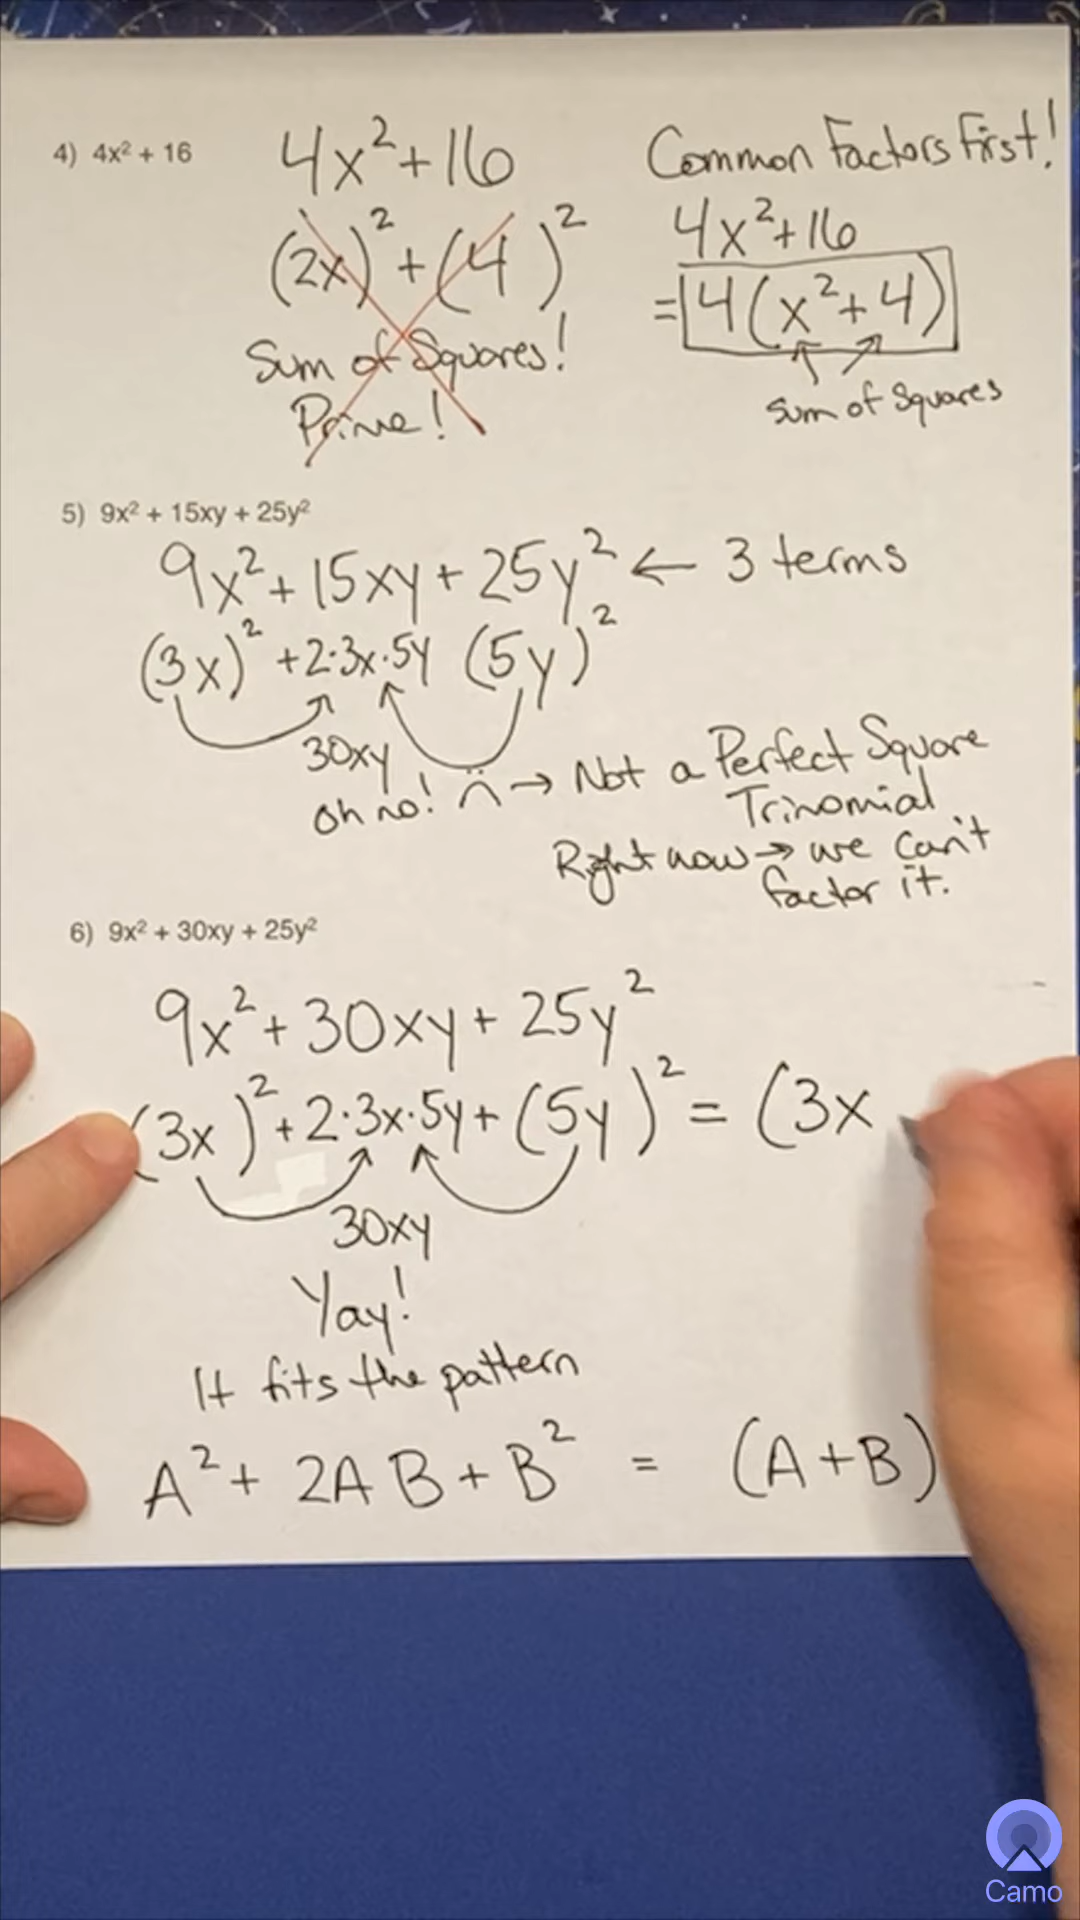 4) 4x² + 16
4x² + 16
(2x)² + (4)²
Sum of Squares!
Prime!
Common Factors First!
4x² + 16
= 4(x² + 4)
sum of squares
5) 9x² + 15xy + 25y²
9x² + 15xy + 25y² ← 3 terms
(3x)² + 2·3x·5y (5y)²
30xy
oh no! → Not a Perfect Square
Trinomial
Right now → we can't
factor it.
6) 9x² + 30xy + 25y²
9x² + 30xy + 25y²
(3x)² + 2·3x·5y + (5y)² = (3x
30xy
Yay!
It fits the pattern
A² + 2AB + B² = (A + B)
Camo